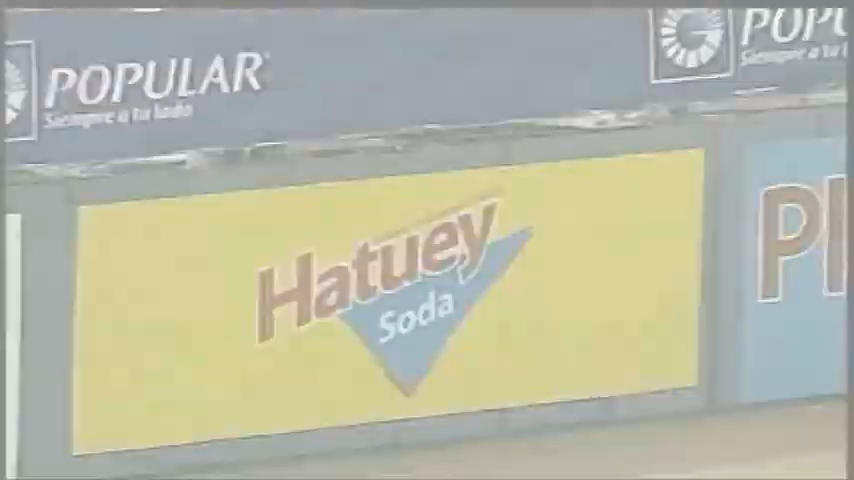 POPULAR
Siempre a tu lado
POPU
Siempre a tu l
Hatuey
Soda